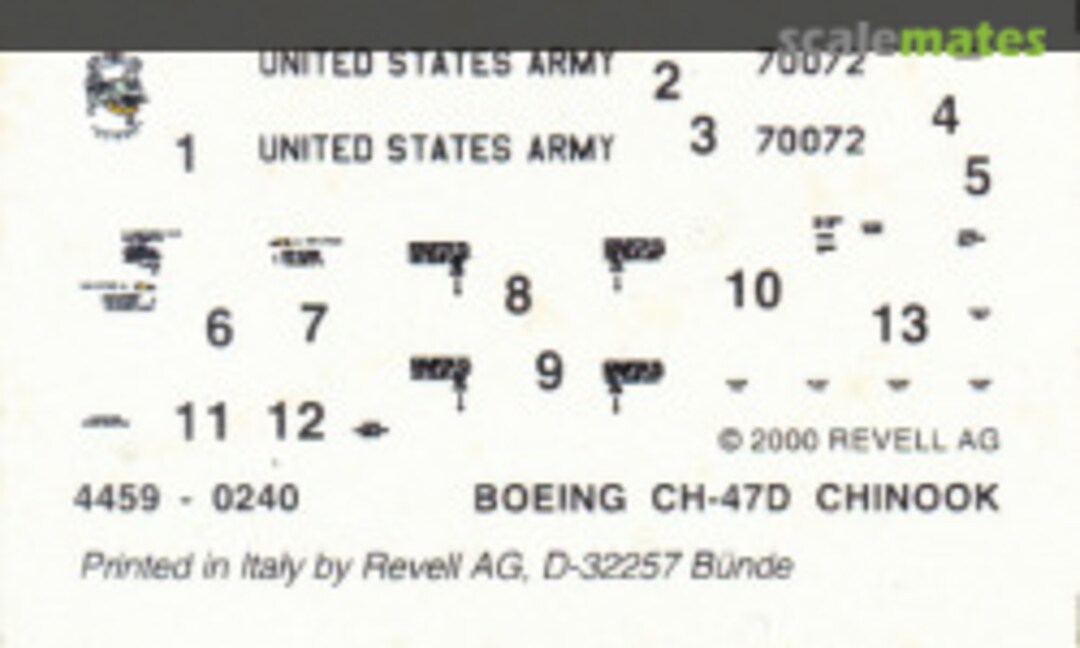 scalemates
UNITED STATES ARMY 2 70072
4
1 UNITED STATES ARMY 3 70072
5
8 10
6 7 13
9
11 12
© 2000 REVELL AG
4459 - 0240 BOEING CH-47D CHINOOK
Printed in Italy by Revell AG, D-32257 Bünde